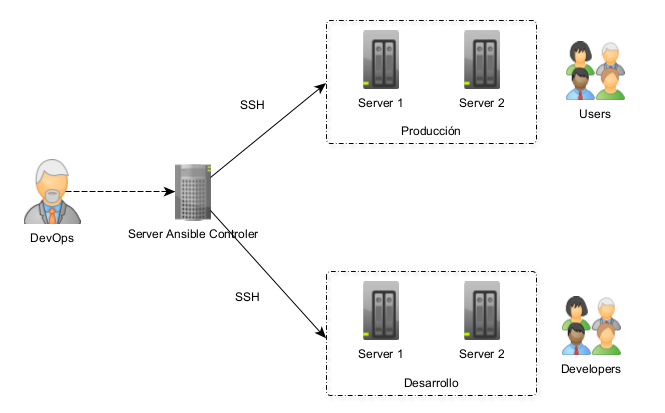 Server 1
Server 2
Producción
Users
SSH
DevOps
Server Ansible Controler
SSH
Server 1
Server 2
Desarrollo
Developers